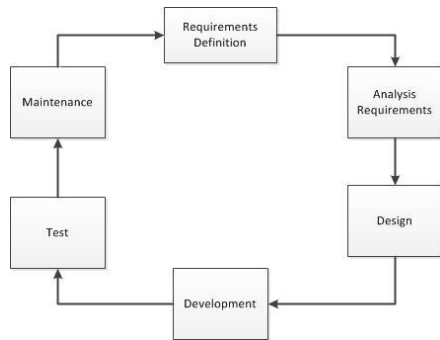 Requirements
Definition
Analysis
Requirements
Design
Development
Test
Maintenance